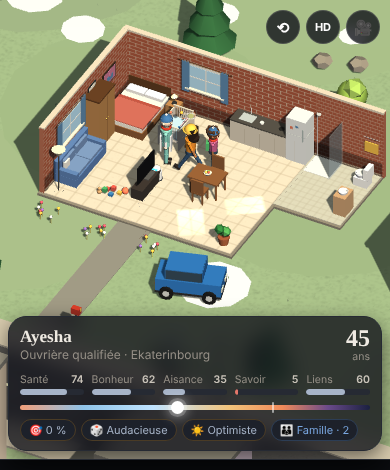 HD
Ayesha
45
Ouvrière qualifiée · Ekaterinbourg
ans
Santé 74 Bonheur 62 Aisance 35 Savoir 5 Liens 60
0 % Audacieuse Optimiste Famille · 2